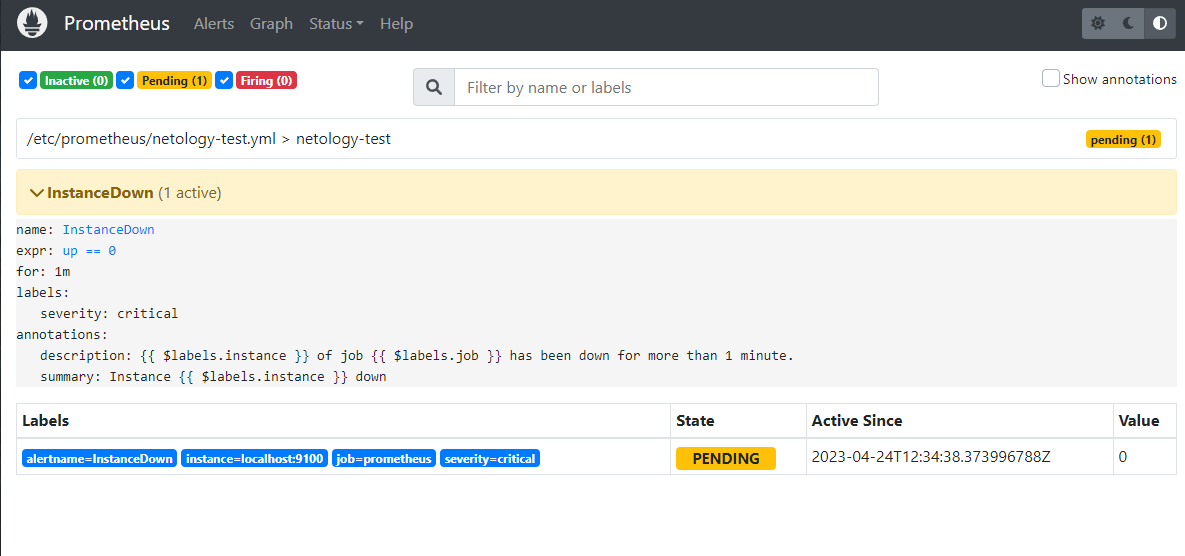 Prometheus Alerts Graph Status Help
Inactive (0) Pending (1) Firing (0) Filter by name or labels Show annotations
/etc/prometheus/netology-test.yml > netology-test pending (1)
InstanceDown (1 active)
name: InstanceDown
expr: up == 0
for: 1m
labels:
severity: critical
annotations:
description: {{ $labels.instance }} of job {{ $labels.job }} has been down for more than 1 minute.
summary: Instance {{ $labels.instance }} down
Labels State Active Since Value
alertname=InstanceDown instance=localhost:9100 job=prometheus severity=critical PENDING 2023-04-24T12:34:38.373996788Z 0